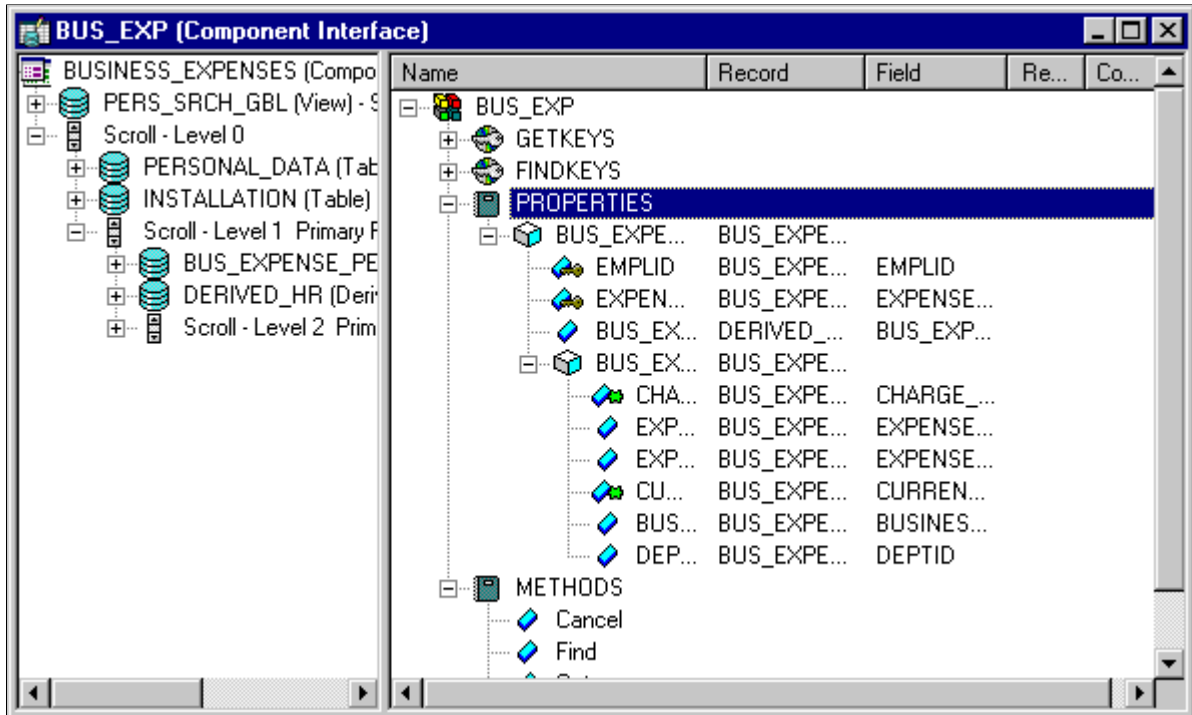 BUS_EXP (Component Interface)
BUSINESS_EXPENSES (Compo
PERS_SRCH_GBL (View) - S
Scroll - Level 0
PERSONAL_DATA (Tab
INSTALLATION (Table)
Scroll - Level 1 Primary F
BUS_EXPENSE_PE
DERIVED_HR (Deri
Scroll - Level 2 Prim
Name Record Field Re... Co...
BUS_EXP
GETKEYS
FINDKEYS
PROPERTIES
BUS_EXPE... BUS_EXPE...
EMPLID BUS_EXPE... EMPLID
EXPEN... BUS_EXPE... EXPENSE...
BUS_EX... DERIVED_... BUS_EXP...
BUS_EX... BUS_EXPE...
CHA... BUS_EXPE... CHARGE_...
EXP... BUS_EXPE... EXPENSE...
EXP... BUS_EXPE... EXPENSE...
CU... BUS_EXPE... CURREN...
BUS... BUS_EXPE... BUSINES...
DEP... BUS_EXPE... DEPTID
METHODS
Cancel
Find